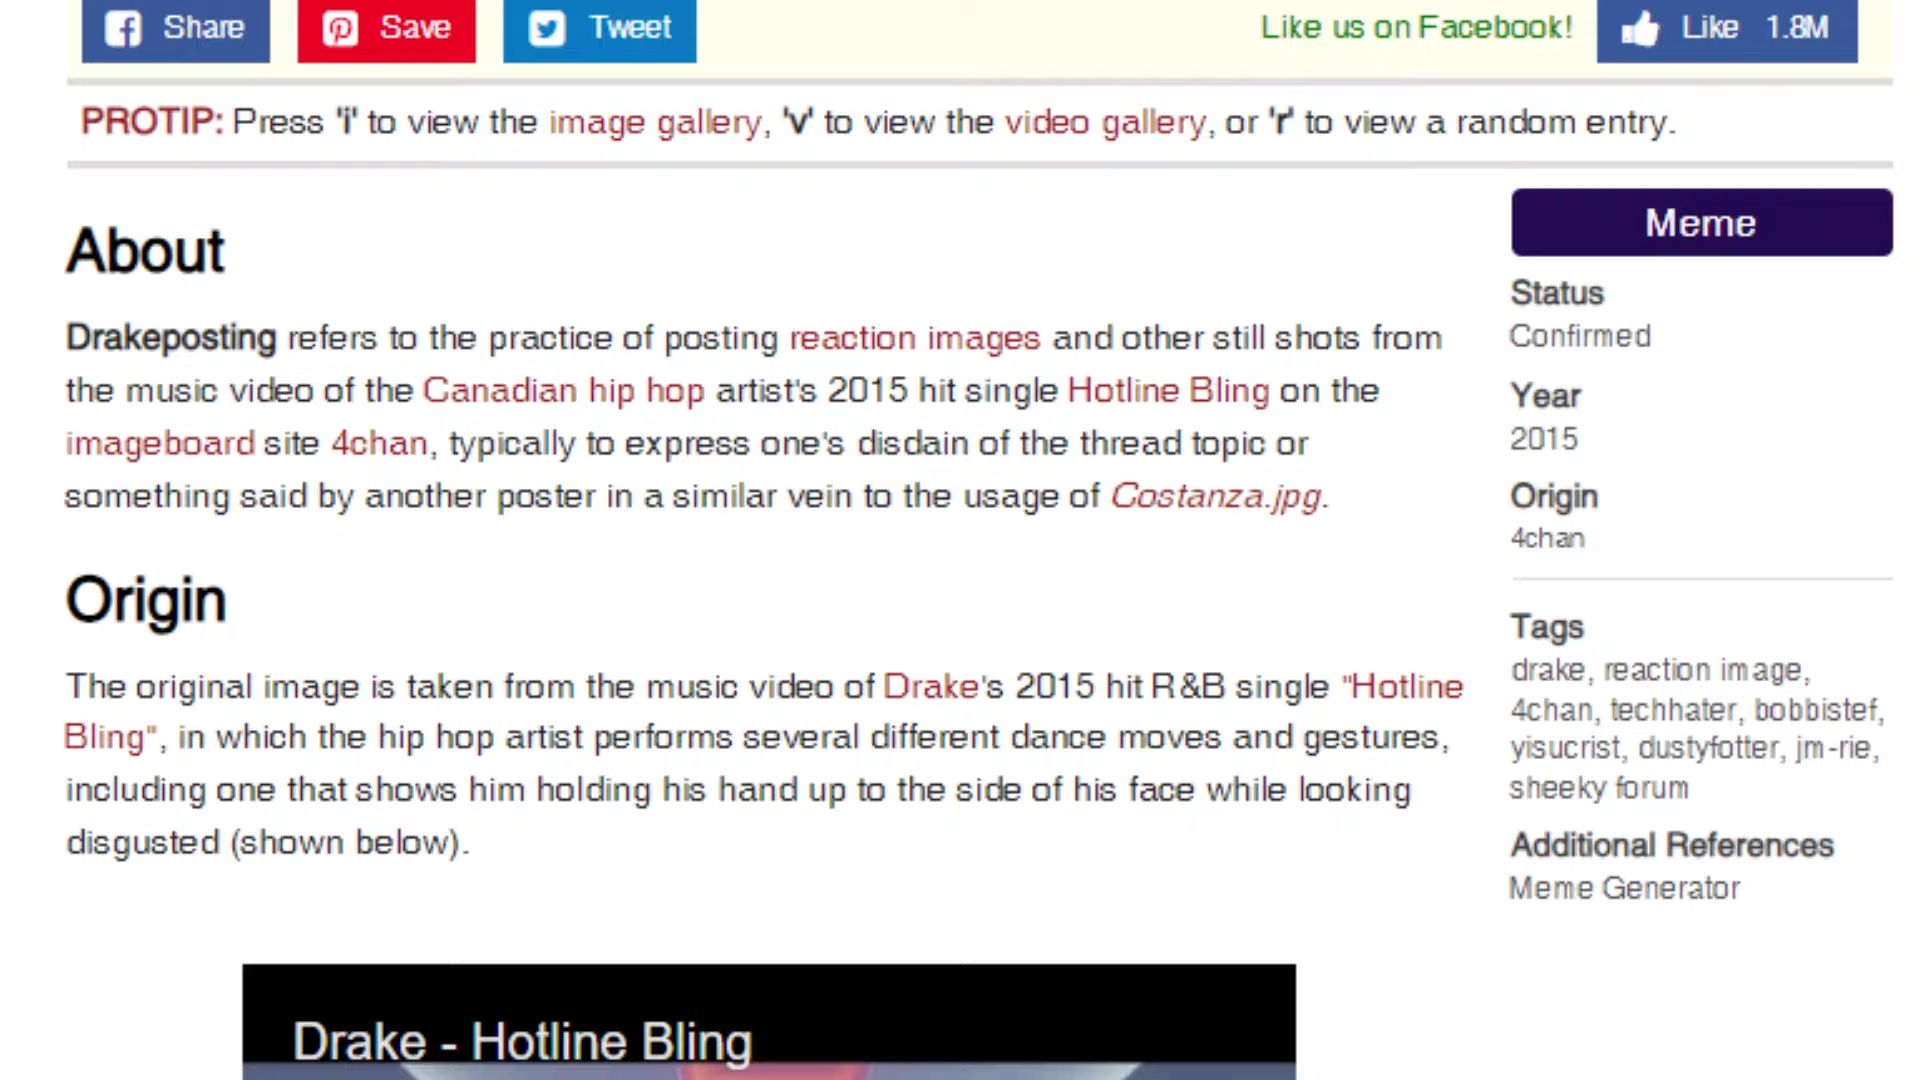 Share Save Tweet Like us on Facebook! Like 1.8M
PROTIP: Press 'i' to view the image gallery, 'v' to view the video gallery, or 'r' to view a random entry.
About
Drakeposting refers to the practice of posting reaction images and other still shots from
the music video of the Canadian hip hop artist's 2015 hit single Hotline Bling on the
imageboard site 4chan, typically to express one's disdain of the thread topic or
something said by another poster in a similar vein to the usage of Costanza.jpg.
Origin
The original image is taken from the music video of Drake's 2015 hit R&B single "Hotline
Bling", in which the hip hop artist performs several different dance moves and gestures,
including one that shows him holding his hand up to the side of his face while looking
disgusted (shown below).
Drake - Hotline Bling
Meme
Status
Confirmed
Year
2015
Origin
4chan
Tags
drake, reaction image,
4chan, techhater, bobbistef,
yisucrist, dustyfotter, jm-rie,
sheeky forum
Additional References
Meme Generator